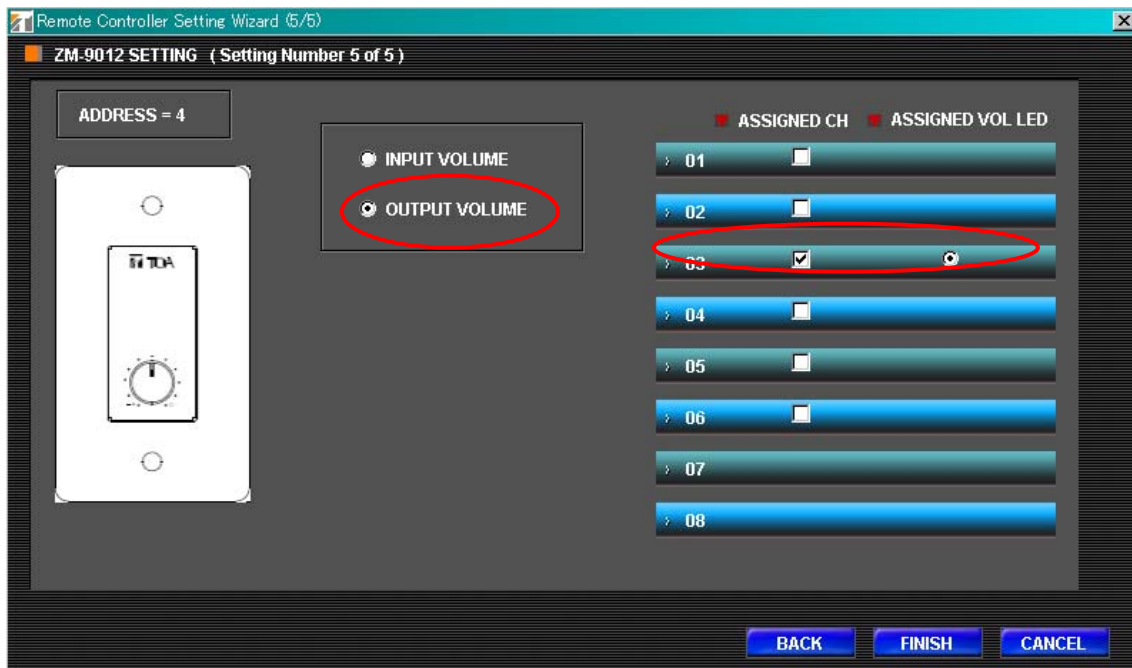 Remote Controller Setting Wizard (5/5)
ZM-9012 SETTING ( Setting Number 5 of 5 )
ADDRESS = 4
TOA
INPUT VOLUME
OUTPUT VOLUME
ASSIGNED CH ASSIGNED VOL LED
01
02
03
04
05
06
07
08
BACK FINISH CANCEL